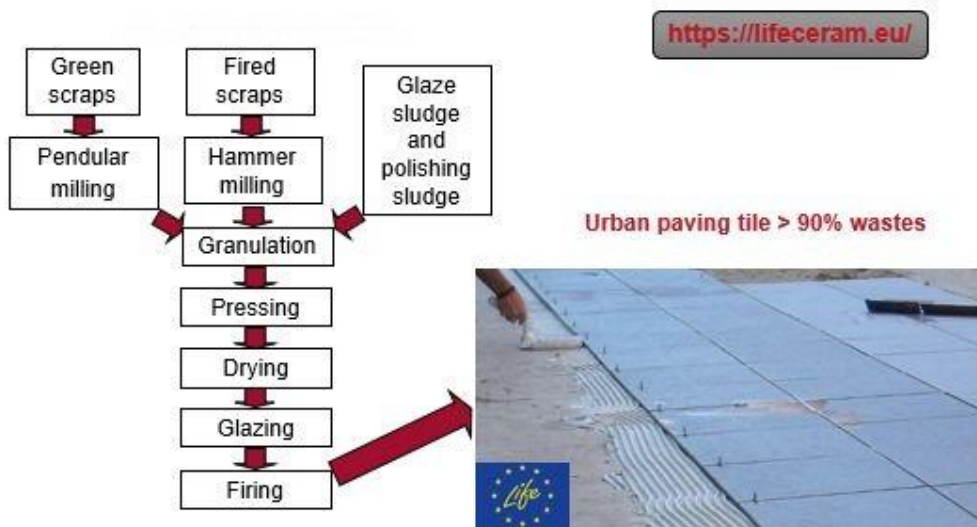 https://lifeceram.eu/
Green
scraps
Fired
scraps
Glaze
sludge
and
polishing
sludge
Pendular
milling
Hammer
milling
Granulation
Urban paving tile > 90% wastes
Pressing
Drying
Glazing
Firing
Life